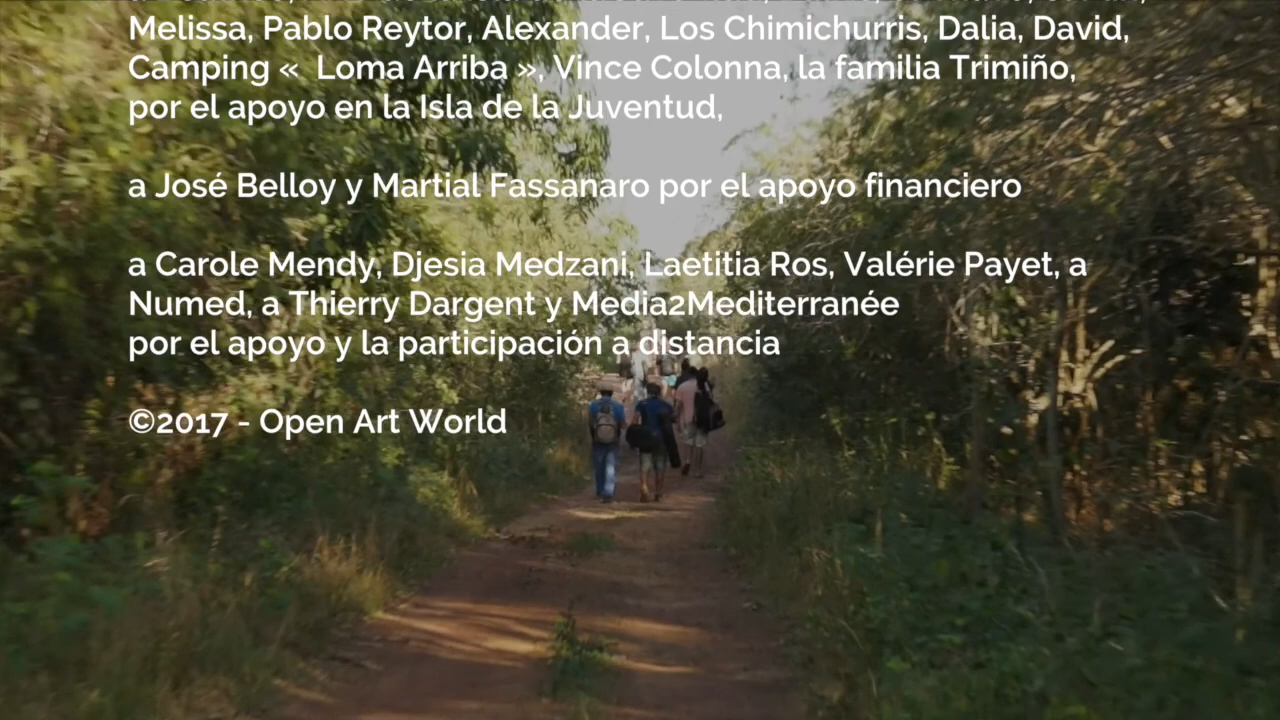 Melissa, Pablo Reytor, Alexander, Los Chimichurris, Dalia, David,
Camping «  Loma Arriba », Vince Colonna, la familia Trimiño,
por el apoyo en la Isla de la Juventud,
a José Belloy y Martial Fassanaro por el apoyo financiero
a Carole Mendy, Djesia Medzani, Laetitia Ros, Valérie Payet, a
Numed, a Thierry Dargent y Media2Mediterranée
por el apoyo y la participación a distancia
©2017 - Open Art World